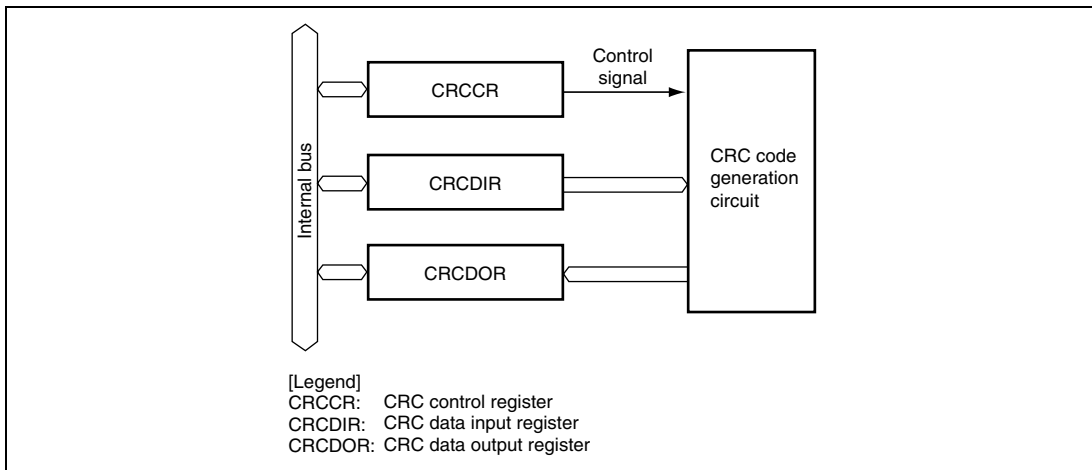 Internal bus
CRCCR
Control
signal
CRCDIR
CRCDOR
CRC code
generation
circuit
[Legend]
CRCCR: CRC control register
CRCDIR: CRC data input register
CRCDOR: CRC data output register